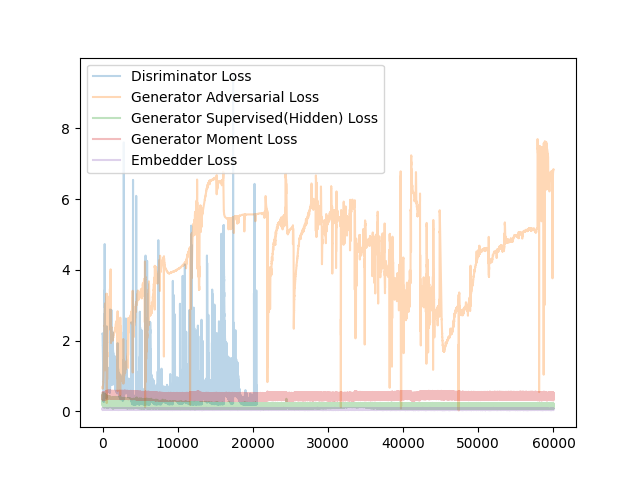 Disriminator Loss
Generator Adversarial Loss
Generator Supervised(Hidden) Loss
Generator Moment Loss
Embedder Loss
8
6
4
2
0
0 10000 20000 30000 40000 50000 60000